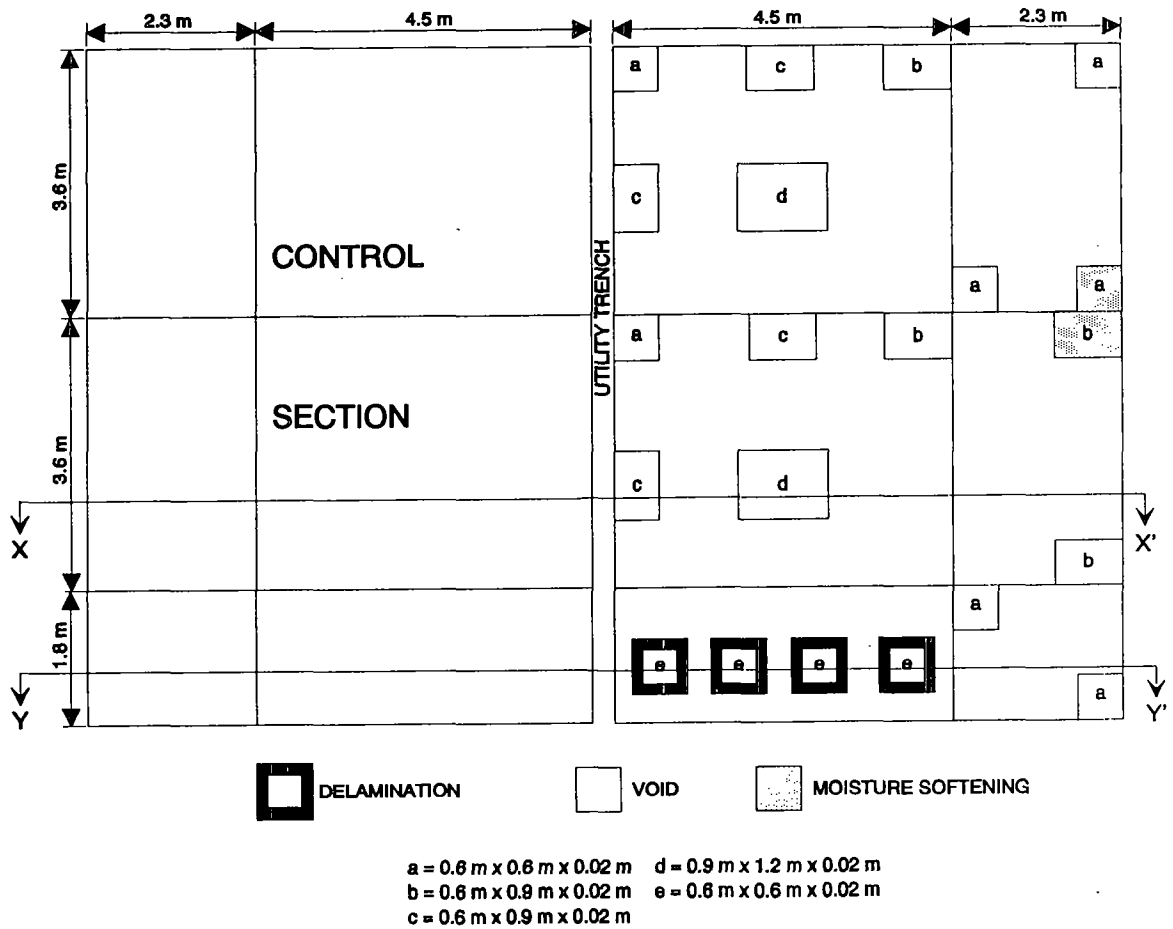 2.3 m 4.5 m 4.5 m 2.3 m
a c b a
3.6 m
c d
CONTROL
UTILITY TRENCH
a a
a c b b
SECTION
3.6 m
c d
X X'
b
a
1.8 m
e e e e
a
Y Y'
DELAMINATION VOID MOISTURE SOFTENING
a = 0.6 m x 0.6 m x 0.02 m d = 0.9 m x 1.2 m x 0.02 m
b = 0.6 m x 0.9 m x 0.02 m e = 0.6 m x 0.6 m x 0.02 m
c = 0.6 m x 0.9 m x 0.02 m